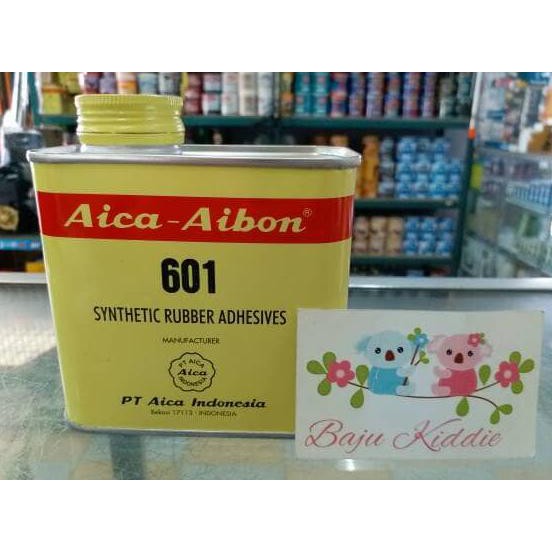 Aica-Aibon®
601
SYNTHETIC RUBBER ADHESIVES
MANUFACTURER
PT AICA
Aica
INDONESIA
PT Aica Indonesia
Bekasi 17113 - INDONESIA
Baju Kiddie